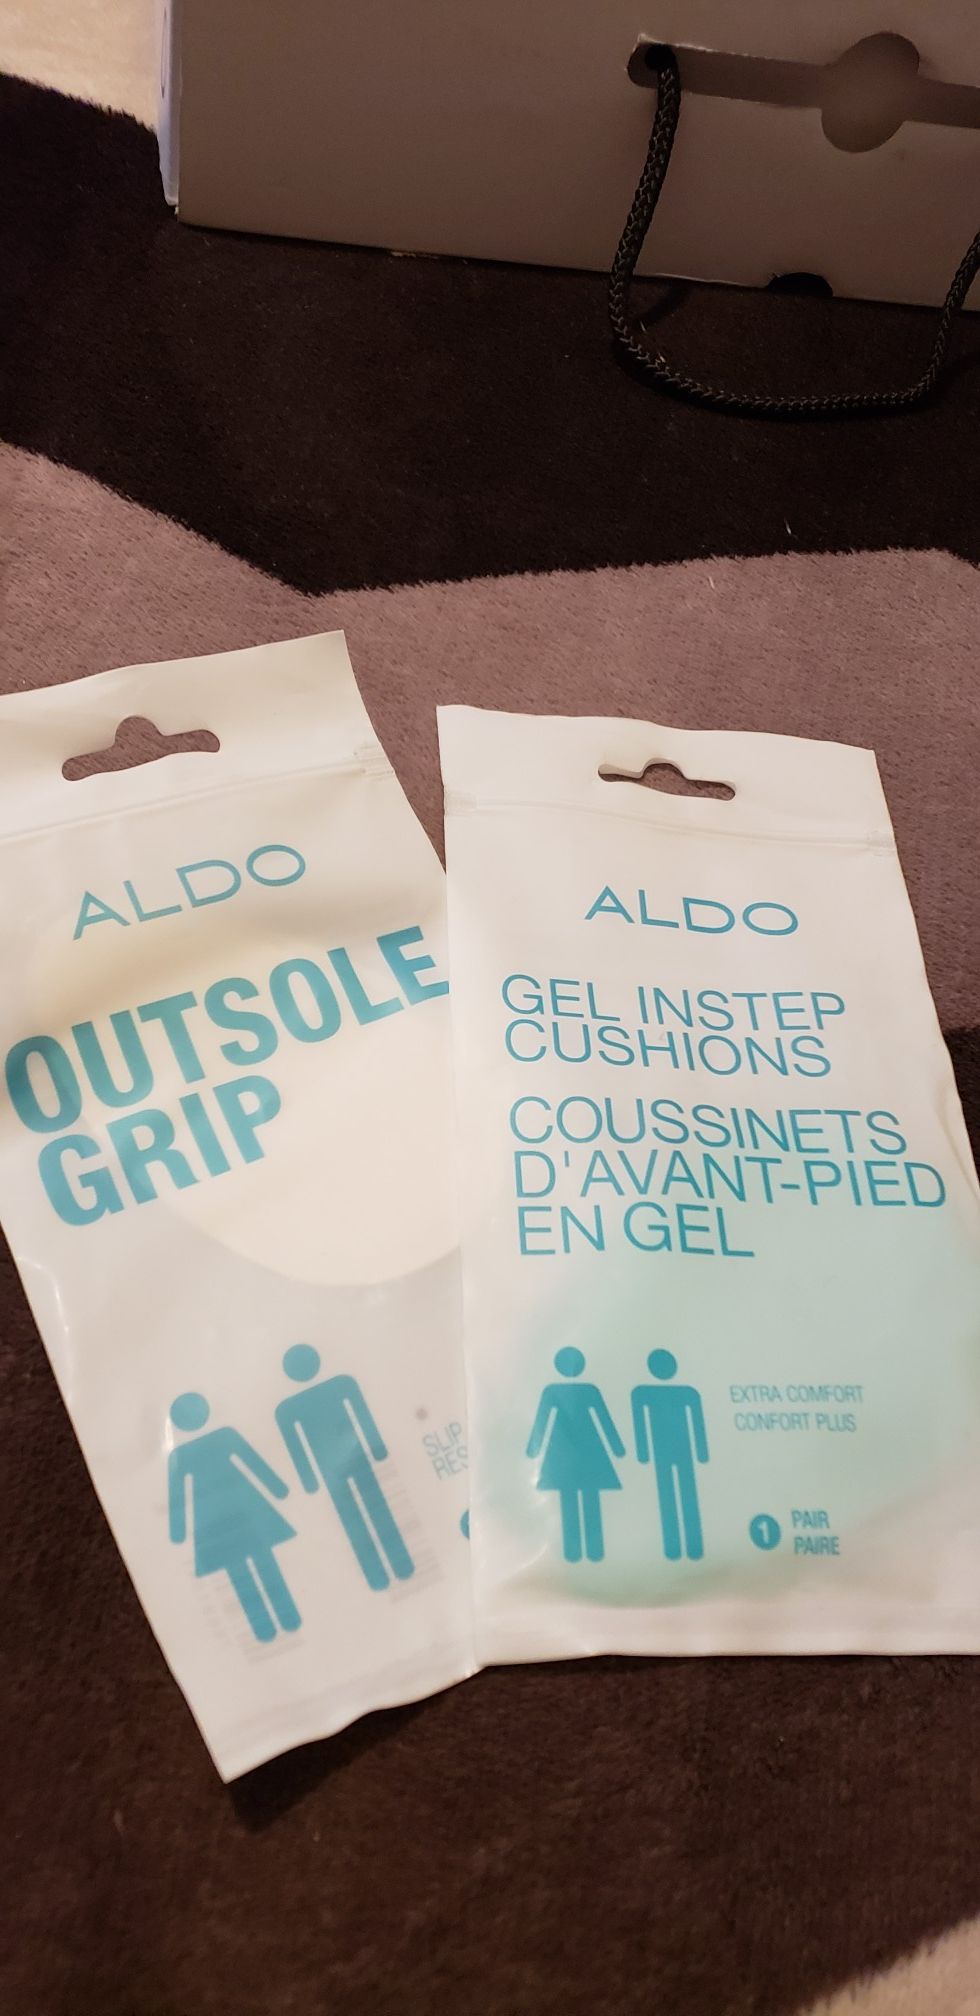 ALDO
OUTSOLE
GRIP
SLIP
ALDO
GEL INSTEP
CUSHIONS
COUSSINETS
D'AVANT-PIED
EN GEL
EXTRA COMFORT
CONFORT PLUS
1 PAIR
PAIRE